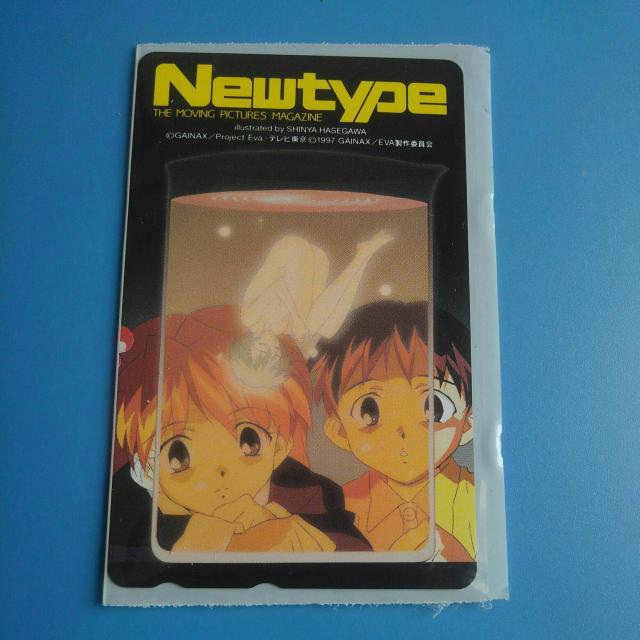 Newtype
THE MOVING PICTURES MAGAZINE
illustrated by SHINYA HASEGAWA
©GAINAX／Project Eva.・テレビ東京 ©1997 GAINAX／EVA製作委員会